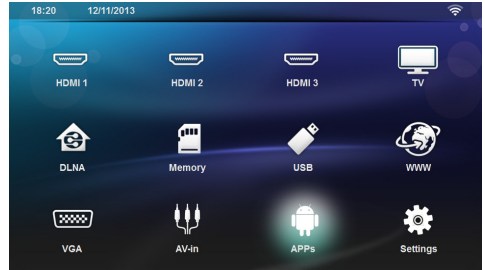 18:20 12/11/2013
HDMI 1 HDMI 2 HDMI 3 TV
DLNA Memory USB WWW
VGA AV-in APPs Settings